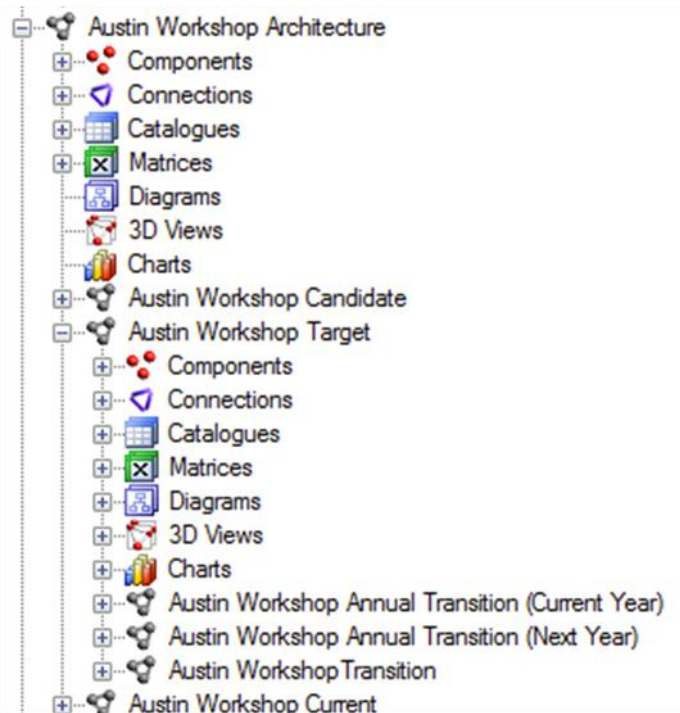 Austin Workshop Architecture
Components
Connections
Catalogues
Matrices
Diagrams
3D Views
Charts
Austin Workshop Candidate
Austin Workshop Target
Components
Connections
Catalogues
Matrices
Diagrams
3D Views
Charts
Austin Workshop Annual Transition (Current Year)
Austin Workshop Annual Transition (Next Year)
Austin WorkshopTransition
Austin Workshop Current